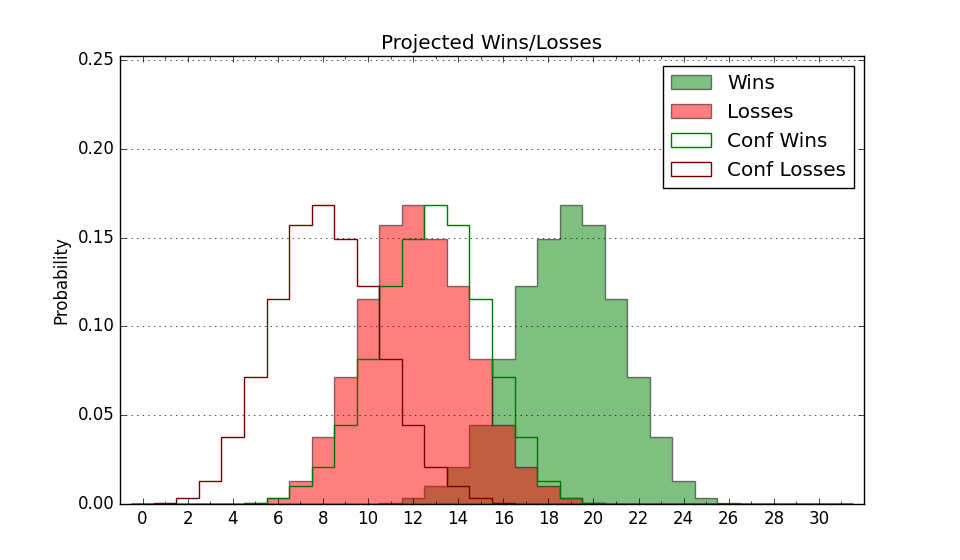 Projected Wins/Losses
0.25
0.20
0.15
0.10
0.05
0.00
Probability
Wins
Losses
Conf Wins
Conf Losses
0 2 4 6 8 10 12 14 16 18 20 22 24 26 28 30